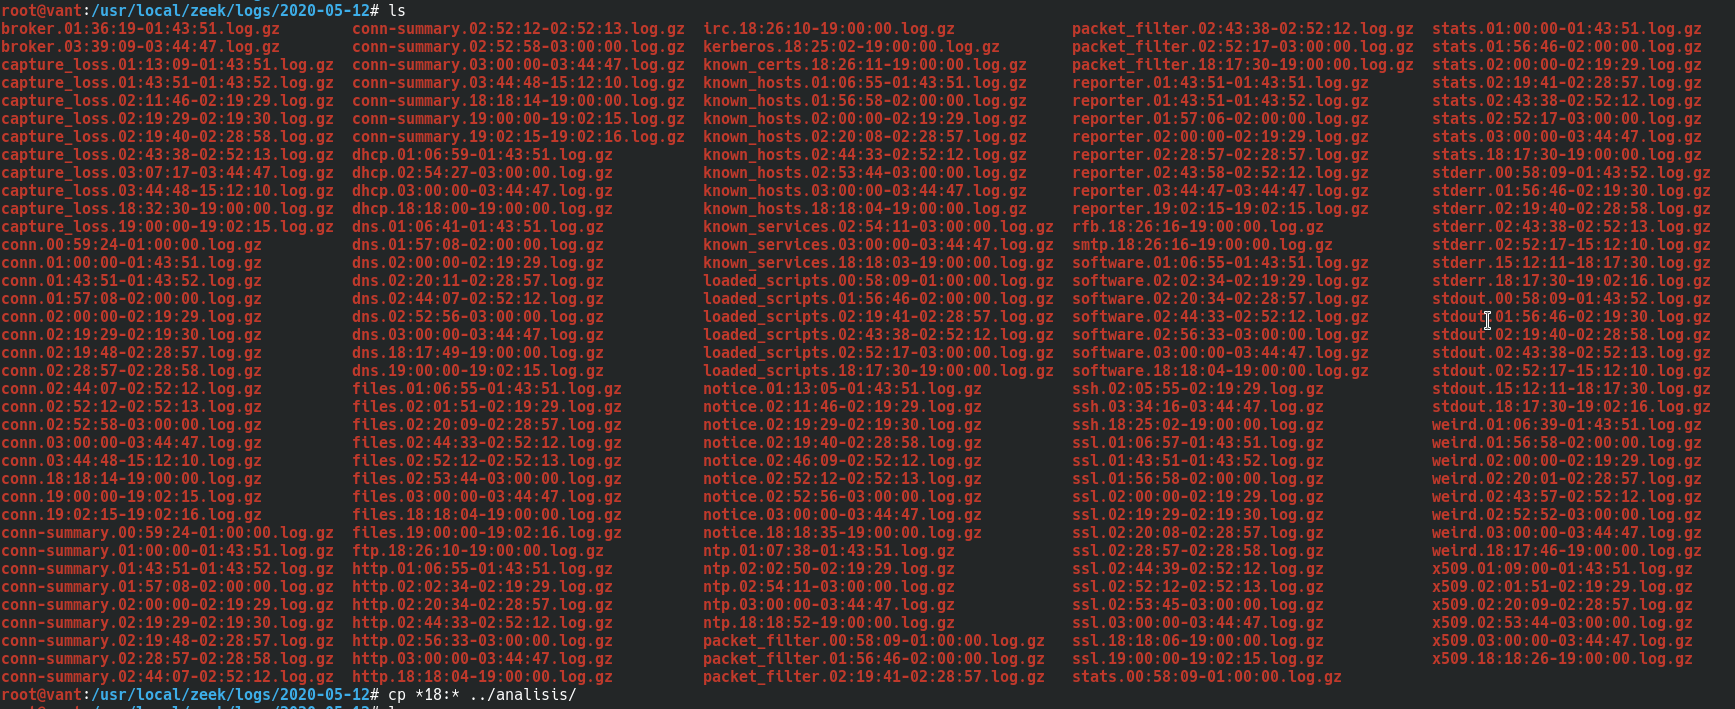 root@vant:/usr/local/zeek/logs/2020-05-12# ls
broker.01:36:19-01:43:51.log.gz conn-summary.02:52:12-02:52:13.log.gz irc.18:26:10-19:00:00.log.gz packet_filter.02:43:38-02:52:12.log.gz stats.01:00:00-01:43:51.log.gz
broker.03:39:09-03:44:47.log.gz conn-summary.02:52:58-03:00:00.log.gz kerberos.18:25:02-19:00:00.log.gz packet_filter.02:52:17-03:00:00.log.gz stats.01:56:46-02:00:00.log.gz
capture_loss.01:13:09-01:43:51.log.gz conn-summary.03:00:00-03:44:47.log.gz known_certs.18:26:11-19:00:00.log.gz packet_filter.18:17:30-19:00:00.log.gz stats.02:00:00-02:19:29.log.gz
capture_loss.01:43:51-01:43:52.log.gz conn-summary.03:44:48-15:12:10.log.gz known_hosts.01:06:55-01:43:51.log.gz reporter.01:43:51-01:43:51.log.gz stats.02:19:41-02:28:57.log.gz
capture_loss.02:11:46-02:19:29.log.gz conn-summary.18:18:14-19:00:00.log.gz known_hosts.01:56:58-02:00:00.log.gz reporter.01:43:51-01:43:52.log.gz stats.02:43:38-02:52:12.log.gz
capture_loss.02:19:29-02:19:30.log.gz conn-summary.19:00:00-19:02:15.log.gz known_hosts.02:00:00-02:19:29.log.gz reporter.01:57:06-02:00:00.log.gz stats.02:52:17-03:00:00.log.gz
capture_loss.02:19:40-02:28:58.log.gz conn-summary.19:02:15-19:02:16.log.gz known_hosts.02:20:08-02:28:57.log.gz reporter.02:00:00-02:19:29.log.gz stats.03:00:00-03:44:47.log.gz
capture_loss.02:43:38-02:52:13.log.gz dhcp.01:06:59-01:43:51.log.gz known_hosts.02:44:33-02:52:12.log.gz reporter.02:28:57-02:28:57.log.gz stats.18:17:30-19:00:00.log.gz
capture_loss.03:07:17-03:44:47.log.gz dhcp.02:54:27-03:00:00.log.gz known_hosts.02:53:44-03:00:00.log.gz reporter.02:43:58-02:52:12.log.gz stderr.00:58:09-01:43:52.log.gz
capture_loss.03:44:48-15:12:10.log.gz dhcp.03:00:00-03:44:47.log.gz known_hosts.03:00:00-03:44:47.log.gz reporter.03:44:47-03:44:47.log.gz stderr.01:56:46-02:19:30.log.gz
capture_loss.18:32:30-19:00:00.log.gz dhcp.18:18:00-19:00:00.log.gz known_hosts.18:18:04-19:00:00.log.gz reporter.19:02:15-19:02:15.log.gz stderr.02:19:40-02:28:58.log.gz
capture_loss.19:00:00-19:02:15.log.gz dns.01:06:41-01:43:51.log.gz known_services.02:54:11-03:00:00.log.gz rfb.18:26:16-19:00:00.log.gz stderr.02:43:38-02:52:13.log.gz
conn.00:59:24-01:00:00.log.gz dns.01:57:08-02:00:00.log.gz known_services.03:00:00-03:44:47.log.gz smtp.18:26:16-19:00:00.log.gz stderr.02:52:17-15:12:10.log.gz
conn.01:00:00-01:43:51.log.gz dns.02:00:00-02:19:29.log.gz known_services.18:18:03-19:00:00.log.gz software.01:06:55-01:43:51.log.gz stderr.15:12:11-18:17:30.log.gz
conn.01:43:51-01:43:52.log.gz dns.02:20:11-02:28:57.log.gz loaded_scripts.00:58:09-01:00:00.log.gz software.02:02:34-02:19:29.log.gz stderr.18:17:30-19:02:16.log.gz
conn.01:57:08-02:00:00.log.gz dns.02:44:07-02:52:12.log.gz loaded_scripts.01:56:46-02:00:00.log.gz software.02:20:34-02:28:57.log.gz stdout.00:58:09-01:43:52.log.gz
conn.02:00:00-02:19:29.log.gz dns.02:52:56-03:00:00.log.gz loaded_scripts.02:19:41-02:28:57.log.gz software.02:44:33-02:52:12.log.gz stdout.01:56:46-02:19:30.log.gz
conn.02:19:29-02:19:30.log.gz dns.03:00:00-03:44:47.log.gz loaded_scripts.02:43:38-02:52:12.log.gz software.02:56:33-03:00:00.log.gz stdout.02:19:40-02:28:58.log.gz
conn.02:19:48-02:28:57.log.gz dns.18:17:49-19:00:00.log.gz loaded_scripts.02:52:17-03:00:00.log.gz software.03:00:00-03:44:47.log.gz stdout.02:43:38-02:52:13.log.gz
conn.02:28:57-02:28:58.log.gz dns.19:00:00-19:02:15.log.gz loaded_scripts.18:17:30-19:00:00.log.gz software.18:18:04-19:00:00.log.gz stdout.02:52:17-15:12:10.log.gz
conn.02:44:07-02:52:12.log.gz files.01:06:55-01:43:51.log.gz notice.01:13:05-01:43:51.log.gz ssh.02:05:55-02:19:29.log.gz stdout.15:12:11-18:17:30.log.gz
conn.02:52:12-02:52:13.log.gz files.02:01:51-02:19:29.log.gz notice.02:11:46-02:19:29.log.gz ssh.03:34:16-03:44:47.log.gz stdout.18:17:30-19:02:16.log.gz
conn.02:52:58-03:00:00.log.gz files.02:20:09-02:28:57.log.gz notice.02:19:29-02:19:30.log.gz ssh.18:25:02-19:00:00.log.gz weird.01:06:39-01:43:51.log.gz
conn.03:00:00-03:44:47.log.gz files.02:44:33-02:52:12.log.gz notice.02:19:40-02:28:58.log.gz ssl.01:06:57-01:43:51.log.gz weird.01:56:58-02:00:00.log.gz
conn.03:44:48-15:12:10.log.gz files.02:52:12-02:52:13.log.gz notice.02:46:09-02:52:12.log.gz ssl.01:43:51-01:43:52.log.gz weird.02:00:00-02:19:29.log.gz
conn.18:18:14-19:00:00.log.gz files.02:53:44-03:00:00.log.gz notice.02:52:12-02:52:13.log.gz ssl.01:56:58-02:00:00.log.gz weird.02:20:01-02:28:57.log.gz
conn.19:00:00-19:02:15.log.gz files.03:00:00-03:44:47.log.gz notice.02:52:56-03:00:00.log.gz ssl.02:00:00-02:19:29.log.gz weird.02:43:57-02:52:12.log.gz
conn.19:02:15-19:02:16.log.gz files.18:18:04-19:00:00.log.gz notice.03:00:00-03:44:47.log.gz ssl.02:19:29-02:19:30.log.gz weird.02:52:52-03:00:00.log.gz
conn-summary.00:59:24-01:00:00.log.gz files.19:00:00-19:02:16.log.gz notice.18:18:35-19:00:00.log.gz ssl.02:20:08-02:28:57.log.gz weird.03:00:00-03:44:47.log.gz
conn-summary.01:00:00-01:43:51.log.gz ftp.18:26:10-19:00:00.log.gz ntp.01:07:38-01:43:51.log.gz ssl.02:28:57-02:28:58.log.gz weird.18:17:46-19:00:00.log.gz
conn-summary.01:43:51-01:43:52.log.gz http.01:06:55-01:43:51.log.gz ntp.02:02:50-02:19:29.log.gz ssl.02:44:39-02:52:12.log.gz x509.01:09:00-01:43:51.log.gz
conn-summary.01:57:08-02:00:00.log.gz http.02:02:34-02:19:29.log.gz ntp.02:54:11-03:00:00.log.gz ssl.02:52:12-02:52:13.log.gz x509.02:01:51-02:19:29.log.gz
conn-summary.02:00:00-02:19:29.log.gz http.02:20:34-02:28:57.log.gz ntp.03:00:00-03:44:47.log.gz ssl.02:53:45-03:00:00.log.gz x509.02:20:09-02:28:57.log.gz
conn-summary.02:19:29-02:19:30.log.gz http.02:44:33-02:52:12.log.gz ntp.18:18:52-19:00:00.log.gz ssl.03:00:00-03:44:47.log.gz x509.02:53:44-03:00:00.log.gz
conn-summary.02:19:48-02:28:57.log.gz http.02:56:33-03:00:00.log.gz packet_filter.00:58:09-01:00:00.log.gz ssl.18:18:06-19:00:00.log.gz x509.03:00:00-03:44:47.log.gz
conn-summary.02:28:57-02:28:58.log.gz http.03:00:00-03:44:47.log.gz packet_filter.01:56:46-02:00:00.log.gz ssl.19:00:00-19:02:15.log.gz x509.18:18:26-19:00:00.log.gz
conn-summary.02:44:07-02:52:12.log.gz http.18:18:04-19:00:00.log.gz packet_filter.02:19:41-02:28:57.log.gz stats.00:58:09-01:00:00.log.gz
root@vant:/usr/local/zeek/logs/2020-05-12# cp *18:* ../analisis/